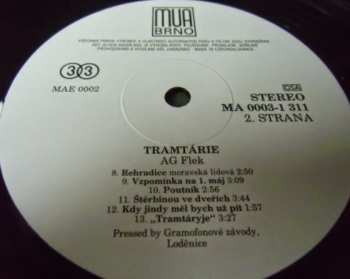 MUA
BRNO
33
MAE 0002
STEREO
MA 0003-1 311
2. STRANA
TRAMTÁRIE
AG Flek
8. Rehradice moravská lidová 2:50
9. Vzpomínka na 1. máj 3:09
10. Poutník 2:56
11. Štěrbinou ve dveřích 3:44
12. Kdy jindy měl bych už pít 1:57
13. „Tramtáryje“ 3:27
Pressed by Gramofonové závody,
Loděnice